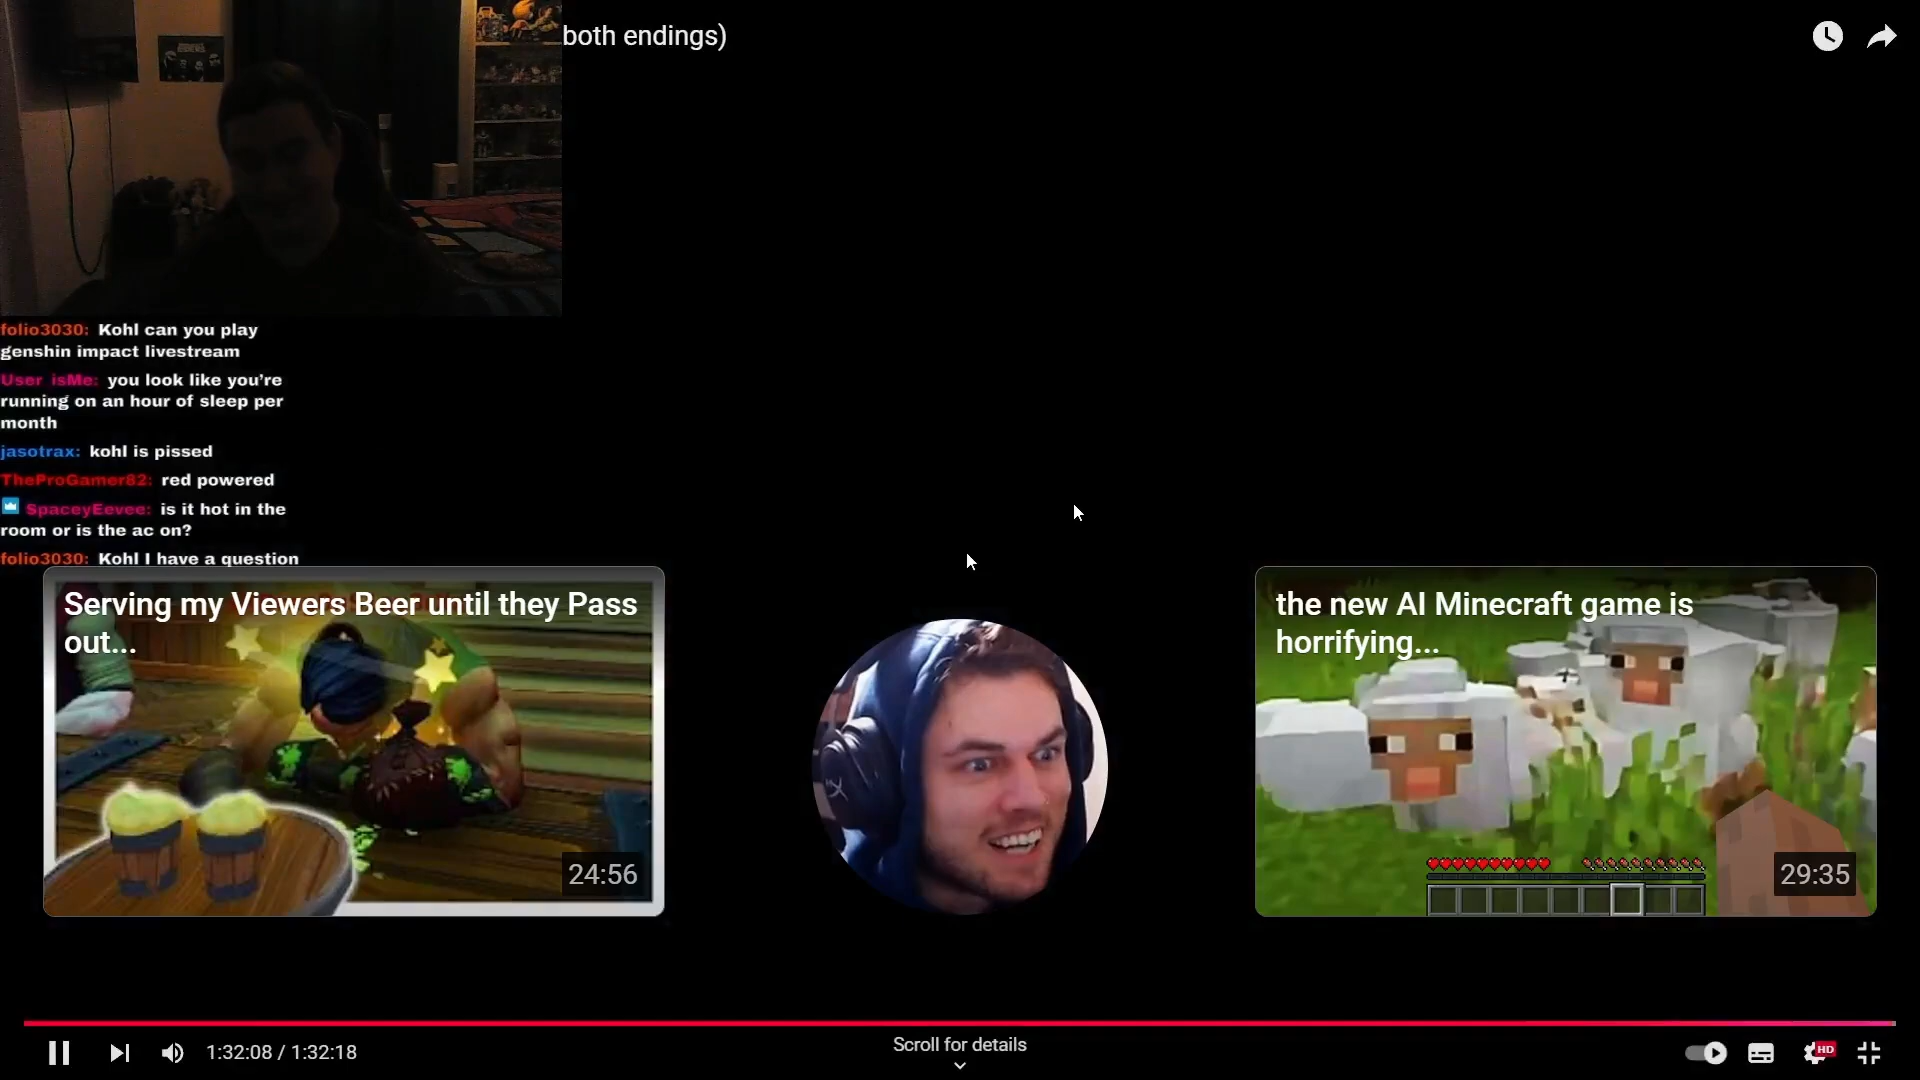 both endings)
folio3030: Kohl can you play
genshin impact livestream
User_isMe: you look like you're
running on an hour of sleep per
month
jasotrax: kohl is pissed
TheProGamer82: red powered
SpaceyEevee: is it hot in the
room or is the ac on?
folio3030: Kohl I have a question
Serving my Viewers Beer until they Pass
out...
24:56
the new AI Minecraft game is
horrifying...
29:35
1:32:08 / 1:32:18
Scroll for details
HD